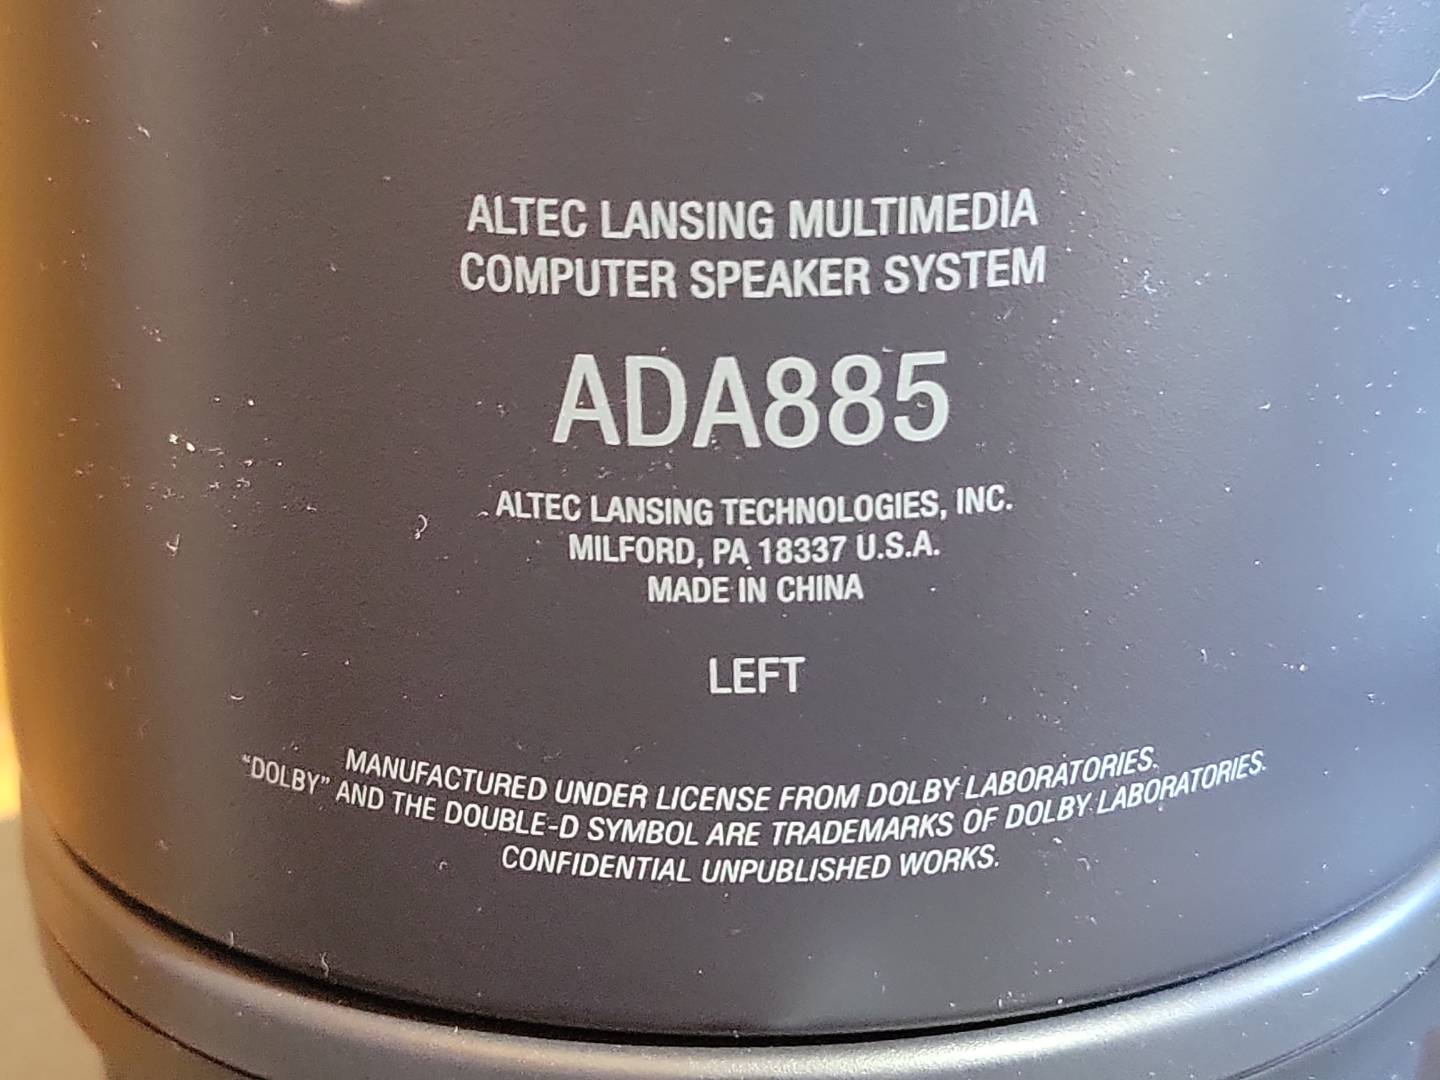 ALTEC LANSING MULTIMEDIA
COMPUTER SPEAKER SYSTEM
ADA885
ALTEC LANSING TECHNOLOGIES, INC.
MILFORD, PA 18337 U.S.A.
MADE IN CHINA
LEFT
MANUFACTURED UNDER LICENSE FROM DOLBY LABORATORIES.
"DOLBY" AND THE DOUBLE-D SYMBOL ARE TRADEMARKS OF DOLBY LABORATORIES.
CONFIDENTIAL UNPUBLISHED WORKS.